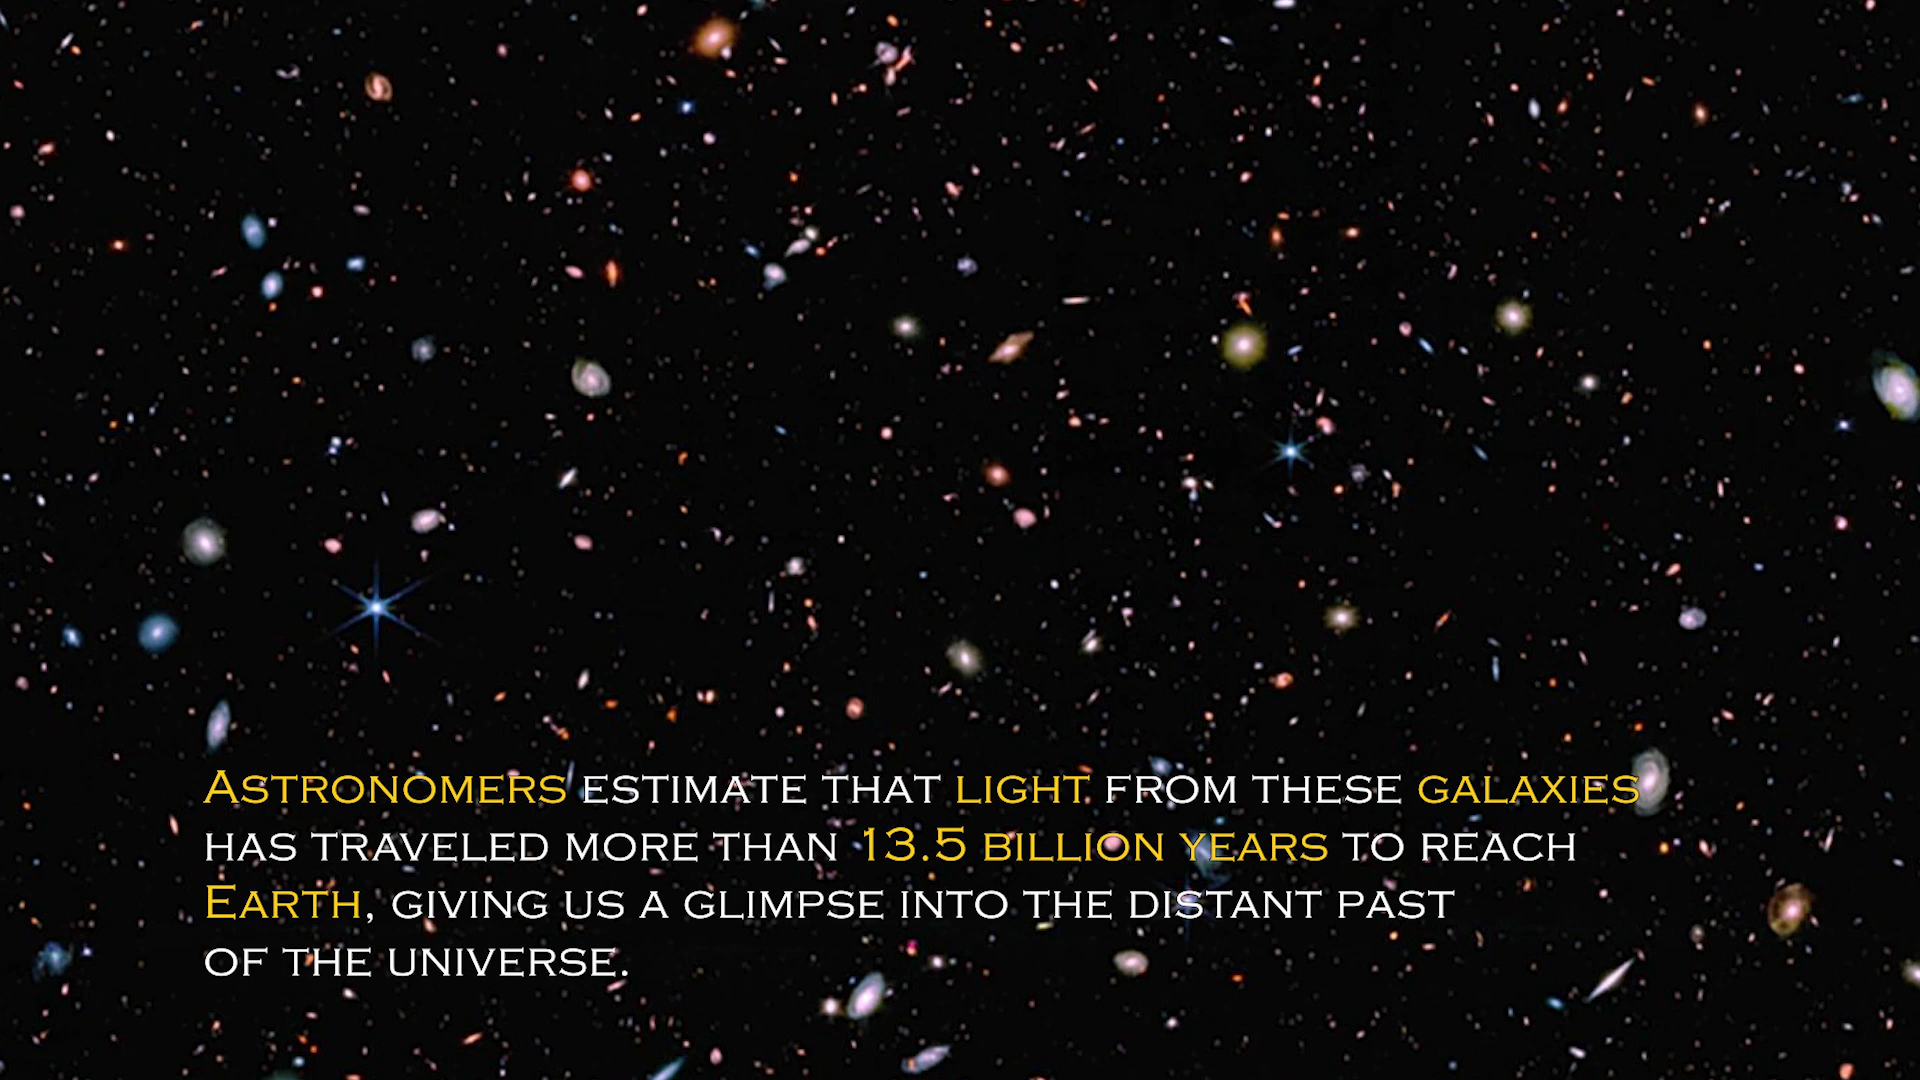 Astronomers estimate that light from these galaxies
has traveled more than 13.5 billion years to reach
Earth, giving us a glimpse into the distant past
of the universe.